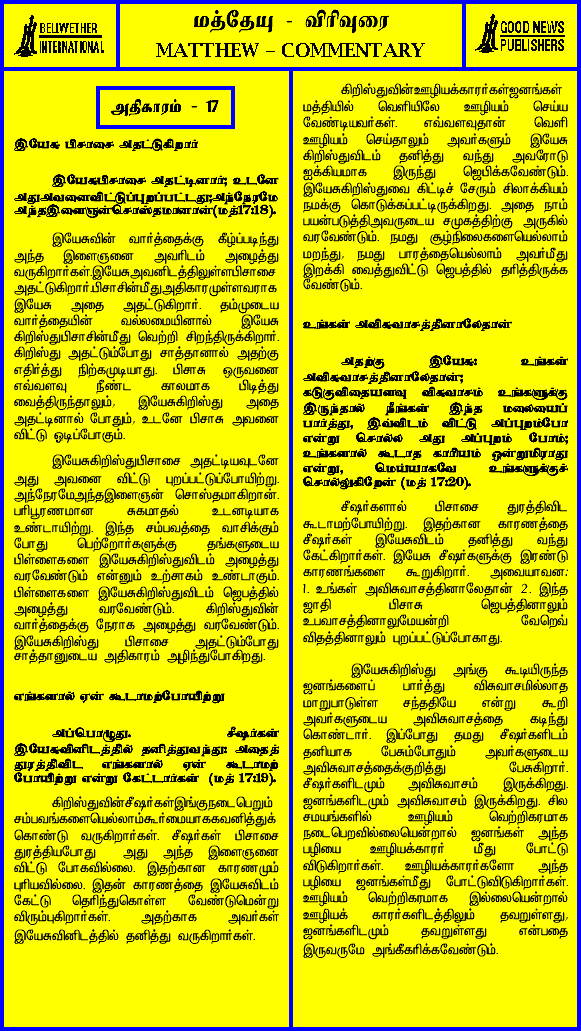 BELWETHER
INTERNATIONAL
மத்தேயு - விரிவுரை
MATTHEW – COMMENTARY
GOOD NEWS
PUBLISHERS
அதிகாரம் - 17
இயேசு பிசாசை அதட்டுகிறார்
இயேசுபிசாசை அதட்டினார்; உடனே
அதுஅவனைவிட்டுப்புறப்பட்டது;அந்நேரமே
அந்தஇளைஞன்சொஸ்தமானான்(மத்17:18).
இயேசுவின் வார்த்தைக்கு கீழ்ப்படிந்து
அந்த இளைஞனை அவரிடம் அழைத்து
வருகிறார்கள்.இயேசுஅவனிடத்திலுள்ளபிசாசை
அதட்டுகிறார்.பிசாசின்மீதுஅதிகாரமுள்ளவராக
இயேசு அதை அதட்டுகிறார். தம்முடைய
வார்த்தையின் வல்லமையினால் இயேசு
கிறிஸ்துபிசாசின்மீது வெற்றி சிறந்திருக்கிறார்.
கிறிஸ்து அதட்டும்போது சாத்தானால் அதற்கு
எதிர்த்து நிற்கமுடியாது. பிசாசு ஒருவனை
எவ்வளவு நீண்ட காலமாக பிடித்து
வைத்திருந்தாலும், இயேசுகிறிஸ்து அதை
அதட்டினால் போதும், உடனே பிசாசு அவனை
விட்டு ஓடிப்போகும்.
இயேசுகிறிஸ்துபிசாசை அதட்டியவுடனே
அது அவனை விட்டு புறப்பட்டுப்போயிற்று.
அந்நேரமேஅந்தஇளைஞன் சொஸ்தமாகிறான்.
பரிபூரணமான சுகமாதல் உடனடியாக
உண்டாயிற்று. இந்த சம்பவத்தை வாசிக்கும்
போது பெற்றோர்களுக்கு தங்களுடைய
பிள்ளைகளை இயேசுகிறிஸ்துவிடம் அழைத்து
வரவேண்டும் என்னும் உற்சாகம் உண்டாகும்.
பிள்ளைகளை இயேசுகிறிஸ்துவிடம் ஜெபத்தில்
அழைத்து வரவேண்டும். கிறிஸ்துவின்
வார்த்தைக்கு நேராக அழைத்து வரவேண்டும்.
இயேசுகிறிஸ்து பிசாசை அதட்டும்போது
சாத்தானுடைய அதிகாரம் அழிந்துபோகிறது.
எங்களால் ஏன் கூடாமற்போயிற்று
அப்பொழுது. சீஷர்கள்
இயேசுவினிடத்தில் தனித்துவந்து: அதைத்
துரத்திவிட எங்களால் ஏன் கூடாமற்
போயிற்று என்று கேட்டார்கள் (மத் 17:19).
கிறிஸ்துவின்சீஷர்கள்இங்குநடைபெறும்
சம்பவங்களையெல்லாம்கூர்மையாககவனித்துக்
கொண்டு வருகிறார்கள். சீஷர்கள் பிசாசை
துரத்தியபோது அது அந்த இளைஞனை
விட்டு போகவில்லை. இதற்கான காரணமும்
புரியவில்லை. இதன் காரணத்தை இயேசுவிடம்
கேட்டு தெரிந்துகொள்ள வேண்டுமென்று
விரும்புகிறார்கள். அதற்காக அவர்கள்
இயேசுவினிடத்தில் தனித்து வருகிறார்கள்.
கிறிஸ்துவின்ஊழியக்காரர்கள்ஜனங்கள்
மத்தியில் வெளியிலே ஊழியம் செய்ய
வேண்டியவர்கள். எவ்வளவுதான் வெளி
ஊழியம் செய்தாலும் அவர்களும் இயேசு
கிறிஸ்துவிடம் தனித்து வந்து அவரோடு
ஐக்கியமாக இருந்து ஜெபிக்கவேண்டும்.
இயேசுகிறிஸ்துவை கிட்டிச் சேரும் சிலாக்கியம்
நமக்கு கொடுக்கப்பட்டிருக்கிறது. அதை நாம்
பயன்படுத்திஅவருடைய சமுகத்திற்கு அருகில்
வரவேண்டும். நமது சூழ்நிலைகளையெல்லாம்
மறந்து, நமது பாரத்தையெல்லாம் அவர்மீது
இறக்கி வைத்துவிட்டு ஜெபத்தில் தரித்திருக்க
வேண்டும்.
உங்கள் அவிசுவாசத்தினாலேதான்
அதற்கு இயேசு: உங்கள்
அவிசுவாசத்தினாலேதான்;
கடுகுவிதையளவு விசுவாசம் உங்களுக்கு
இருந்தால் நீங்கள் இந்த மலையைப்
பார்த்து, இவ்விடம் விட்டு அப்புறம்போ
என்று சொல்ல அது அப்புறம் போம்;
உங்களால் கூடாத காரியம் ஒன்றுமிராது
என்று, மெய்யாகவே உங்களுக்குச்
சொல்லுகிறேன் (மத் 17:20).
சீஷர்களால் பிசாசை துரத்திவிட
கூடாமற்போயிற்று. இதற்கான காரணத்தை
சீஷர்கள் இயேசுவிடம் தனித்து வந்து
கேட்கிறார்கள். இயேசு சீஷர்களுக்கு இரண்டு
காரணங்களை கூறுகிறார். அவையாவன:
1. உங்கள் அவிசுவாசத்தினாலேதான் 2. இந்த
ஜாதி பிசாசு ஜெபத்தினாலும்
உபவாசத்தினாலுமேயன்றி வேறெவ்
விதத்தினாலும் புறப்பட்டுப்போகாது.
இயேசுகிறிஸ்து அங்கு கூடியிருந்த
ஜனங்களைப் பார்த்து விசுவாசமில்லாத
மாறுபாடுள்ள சந்ததியே என்று கூறி
அவர்களுடைய அவிசுவாசத்தை கடிந்து
கொண்டார். இப்போது தமது சீஷர்களிடம்
தனியாக பேசும்போதும் அவர்களுடைய
அவிசுவாசத்தைக்குறித்து பேசுகிறார்.
சீஷர்களிடமும் அவிசுவாசம் இருக்கிறது.
ஜனங்களிடமும் அவிசுவாசம் இருக்கிறது. சில
சமயங்களில் ஊழியம் வெற்றிகரமாக
நடைபெறவில்லையென்றால் ஜனங்கள் அந்த
பழியை ஊழியக்காரர் மீது போட்டு
விடுகிறார்கள். ஊழியக்காரர்களோ அந்த
பழியை ஜனங்கள்மீது போட்டுவிடுகிறார்கள்.
ஊழியம் வெற்றிகரமாக இல்லையென்றால்
ஊழியக் காரர்களிடத்திலும் தவறுள்ளது,
ஜனங்களிடமும் தவறுள்ளது என்பதை
இருவருமே அங்கீகரிக்கவேண்டும்.